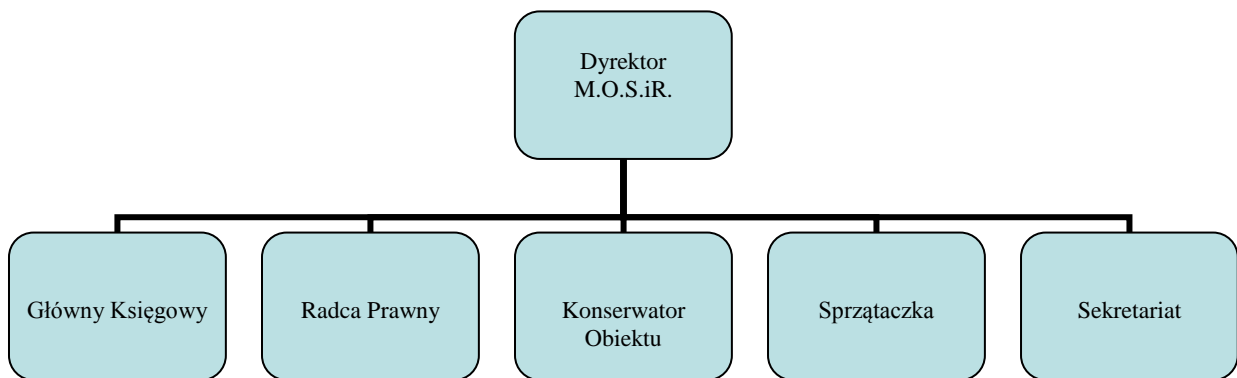 Dyrektor
M.O.S.iR.
Główny Księgowy
Radca Prawny
Konserwator
Obiektu
Sprzątaczka
Sekretariat